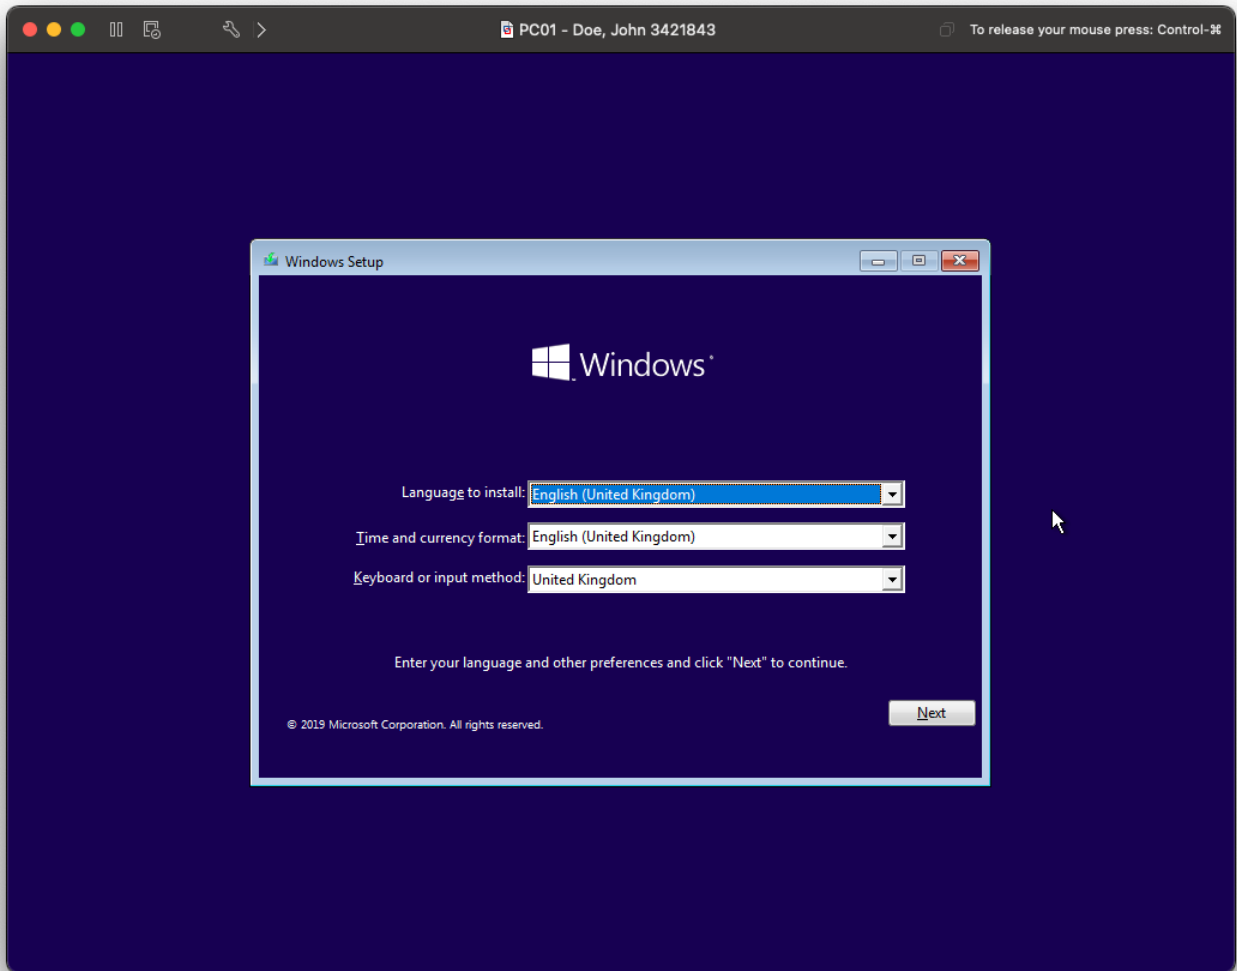 PC01 - Doe, John 3421843
To release your mouse press: Control-⌘
Windows Setup
Windows
Language to install: English (United Kingdom)
Time and currency format: English (United Kingdom)
Keyboard or input method: United Kingdom
Enter your language and other preferences and click "Next" to continue.
Next
© 2019 Microsoft Corporation. All rights reserved.